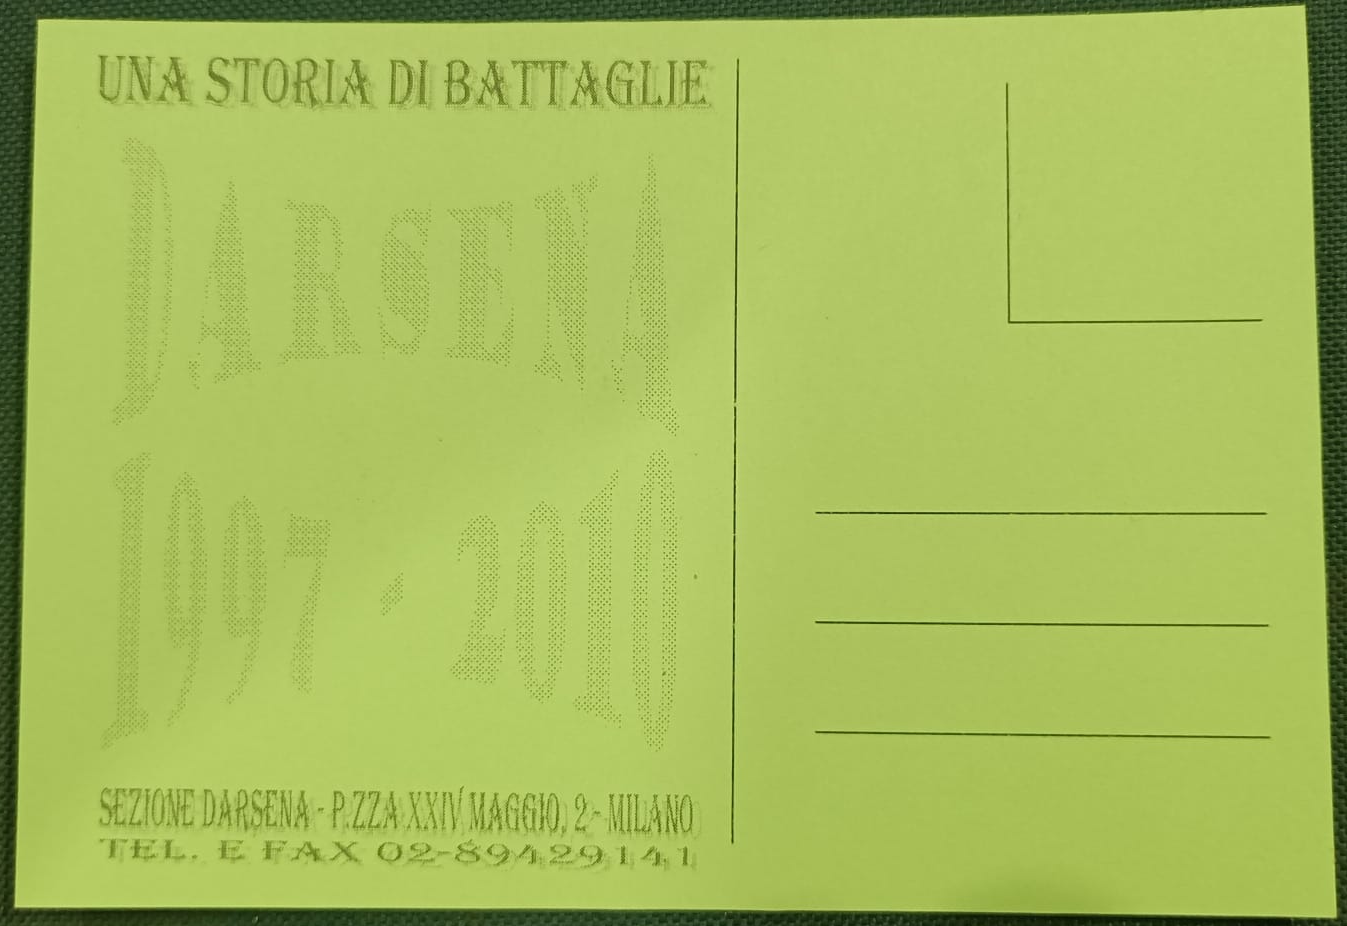 UNA STORIA DI BATTAGLIE
DARSENA
1997 - 2010
SEZIONE DARSENA - P.ZZA XXIV MAGGIO, 2 - MILANO
TEL. E FAX 02-89429141